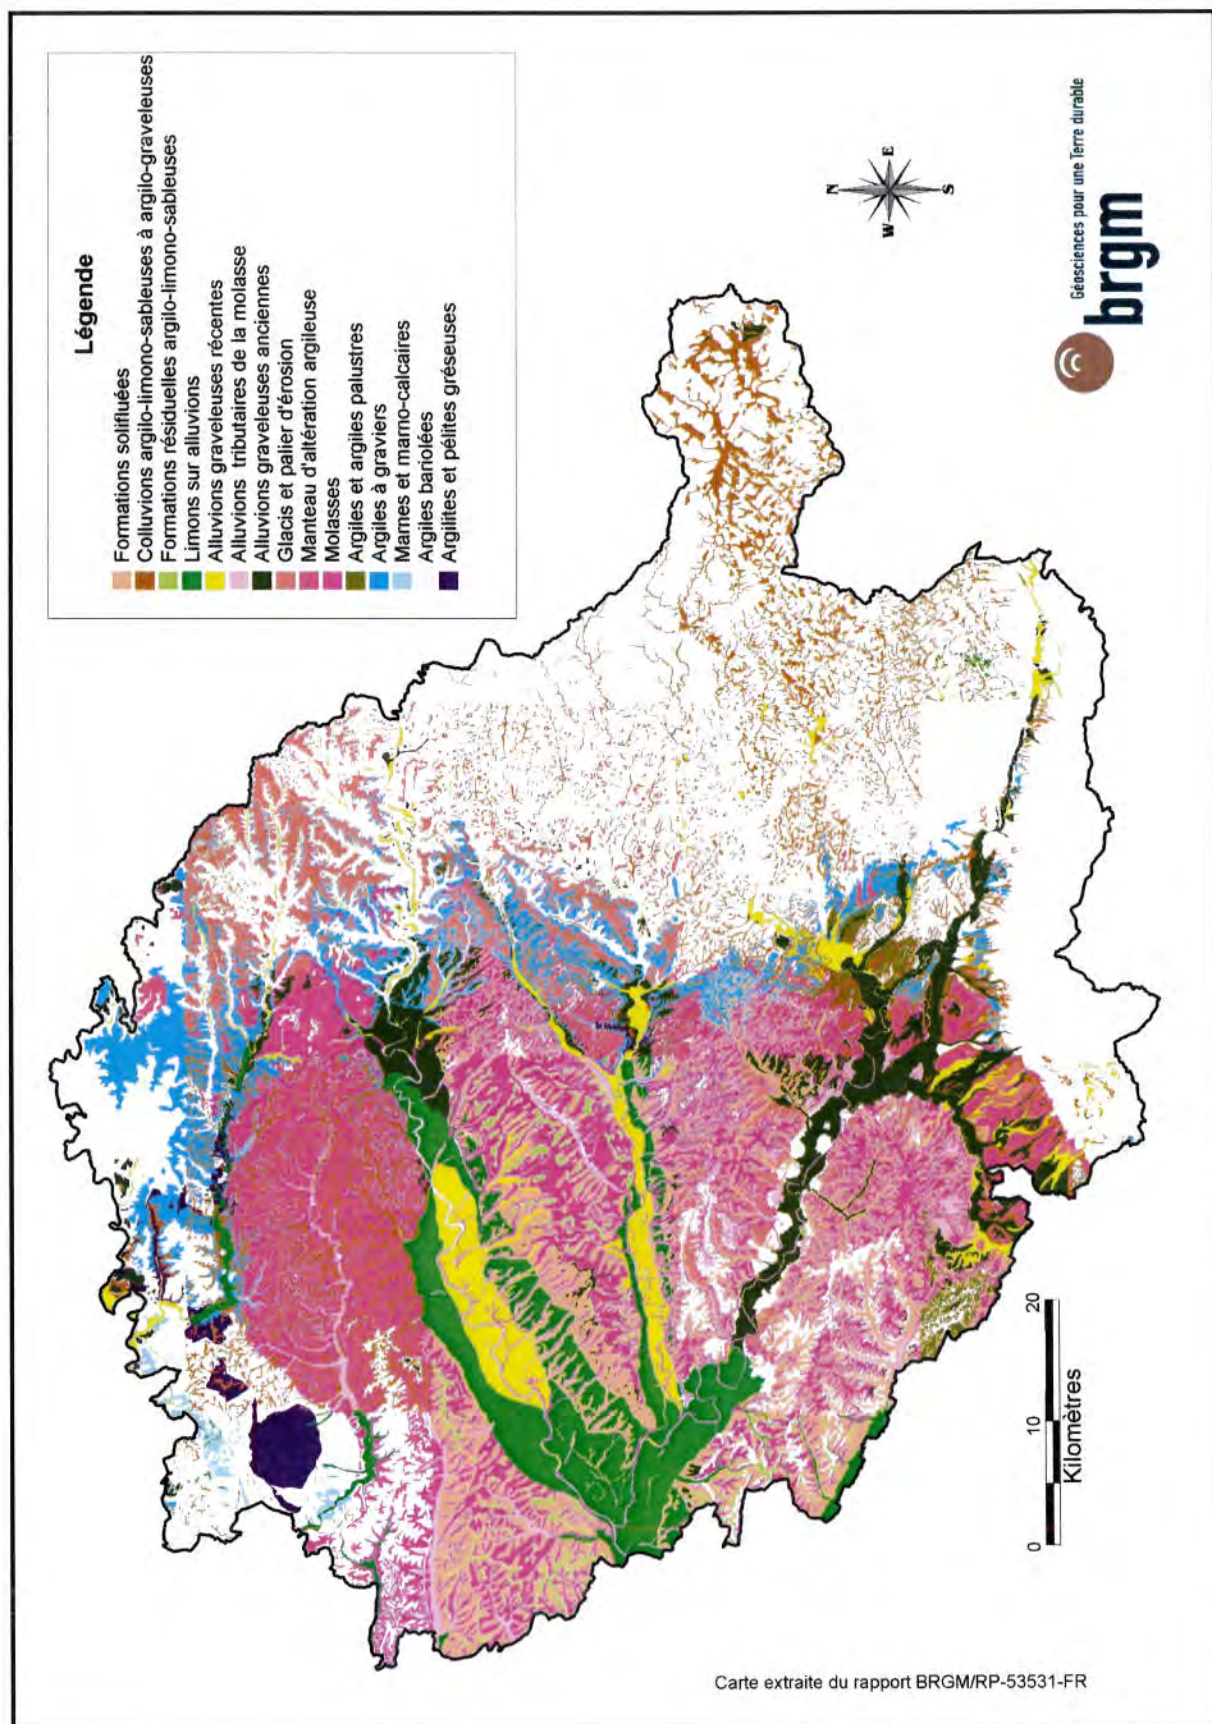 Légende
Formations soliflluées
Colluvions argilo-limono-sableuses à argilo-graveleuses
Formations résiduelles argilo-limono-sableuses
Limons sur alluvions
Alluvions graveleuses récentes
Alluvions tributaires de la molasse
Alluvions graveleuses anciennes
Glacis et palier d'érosion
Manteau d'altération argileuse
Molasses
Argiles et argiles palustres
Argiles à graviers
Marnes et marno-calcaires
Argiles bariolées
Argilites et pélites gréseuses
N
W E
S
Géosciences pour une Terre durable
brgm
0 10 20
Kilomètres
Carte extraite du rapport BRGM/RP-53531-FR